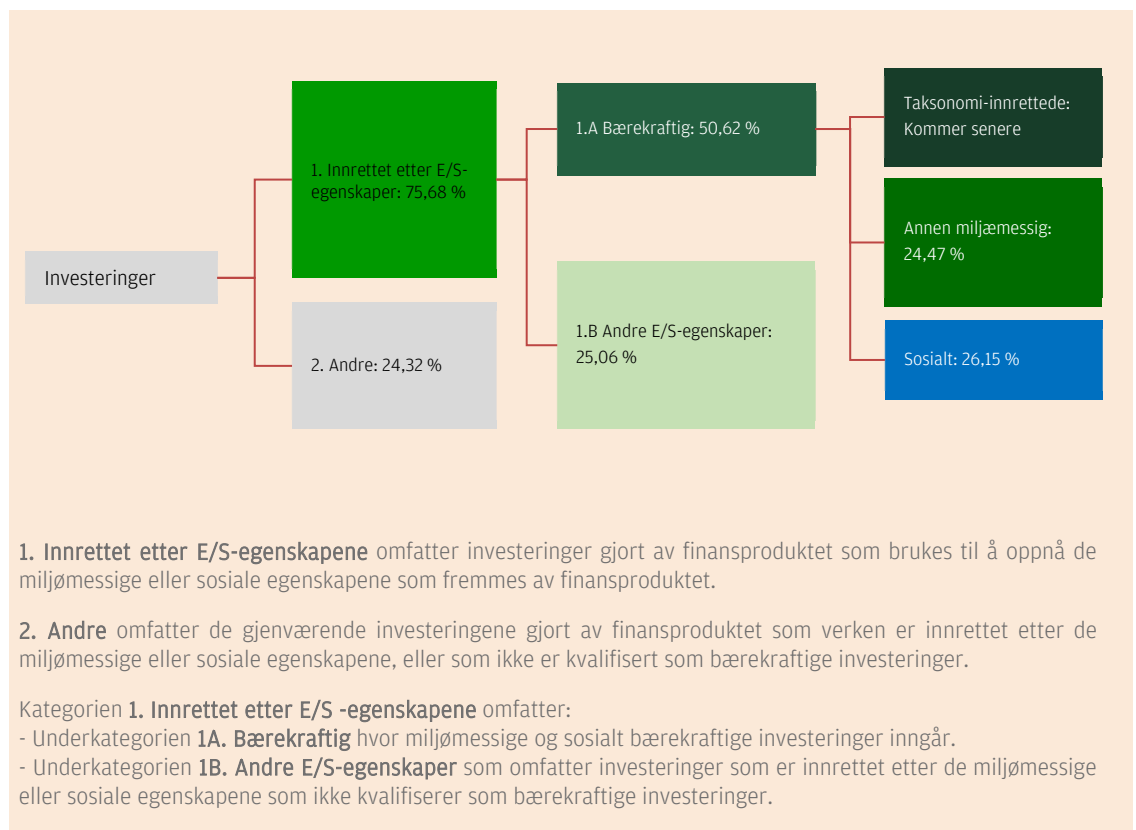 Investeringer
1. Innrettet etter E/S-
egenskaper: 75,68 %
2. Andre: 24,32 %
1.A Bærekraftig: 50,62 %
1.B Andre E/S-egenskaper:
25,06 %
Taksonomi-innrettede:
Kommer senere
Annen miljæmessig:
24,47 %
Sosialt: 26,15 %
1. Innrettet etter E/S-egenskapene omfatter investeringer gjort av finansproduktet som brukes til å oppnå de
miljømessige eller sosiale egenskapene som fremmes av finansproduktet.
2. Andre omfatter de gjenværende investeringene gjort av finansproduktet som verken er innrettet etter de
miljømessige eller sosiale egenskapene, eller som ikke er kvalifisert som bærekraftige investeringer.
Kategorien 1. Innrettet etter E/S -egenskapene omfatter:
- Underkategorien 1A. Bærekraftig hvor miljømessige og sosialt bærekraftige investeringer inngår.
- Underkategorien 1B. Andre E/S-egenskaper som omfatter investeringer som er innrettet etter de miljømessige
eller sosiale egenskapene som ikke kvalifiserer som bærekraftige investeringer.